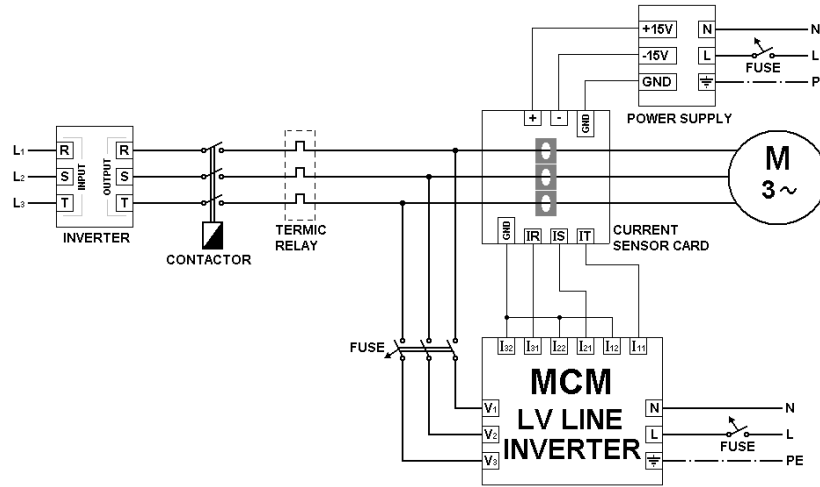 +15V
N
N
-15V
L
FUSE
L
GND
P
POWER SUPPLY
+
-
GND
L1
R
INPUT
OUTPUT
R
L2
S
S
L3
T
T
INVERTER
CONTACTOR
TERMIC
RELAY
M
3~
GND
IR
IS
IT
CURRENT
SENSOR CARD
FUSE
I32
I31
I22
I21
I12
I11
MCM
LV LINE
INVERTER
V1
V2
V3
N
N
L
FUSE
L
PE